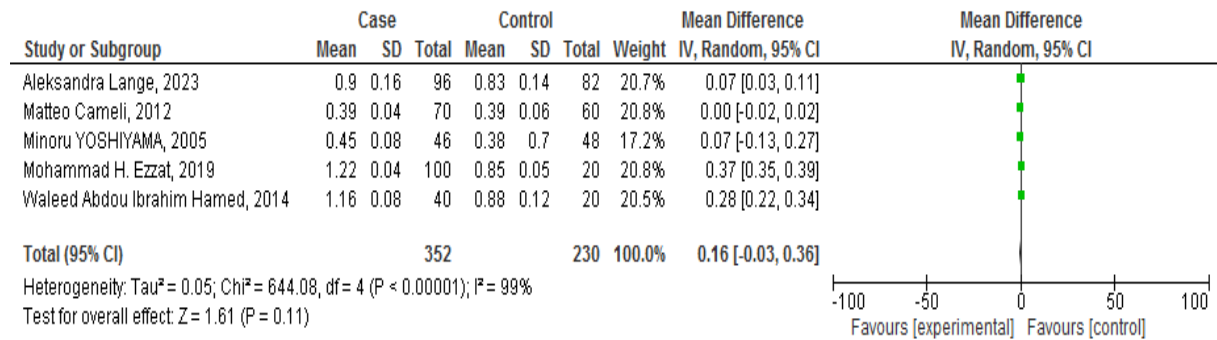 Case Control Mean Difference Mean Difference
Study or Subgroup Mean SD Total Mean SD Total Weight IV, Random, 95% CI IV, Random, 95% CI
Aleksandra Lange, 2023 0.9 0.16 96 0.83 0.14 82 20.7% 0.07 [0.03, 0.11]
Matteo Cameli, 2012 0.39 0.04 70 0.39 0.06 60 20.8% 0.00 [-0.02, 0.02]
Minoru YOSHIYAMA, 2005 0.45 0.08 46 0.38 0.7 48 17.2% 0.07 [-0.13, 0.27]
Mohammad H. Ezzat, 2019 1.22 0.04 100 0.85 0.05 20 20.8% 0.37 [0.35, 0.39]
Waleed Abdou Ibrahim Hamed, 2014 1.16 0.08 40 0.88 0.12 20 20.5% 0.28 [0.22, 0.34]
Total (95% CI) 352 230 100.0% 0.16 [-0.03, 0.36]
Heterogeneity: Tau² = 0.05; Chi² = 644.08, df = 4 (P < 0.00001); I² = 99%
Test for overall effect: Z = 1.61 (P = 0.11)
-100 -50 0 50 100
Favours [experimental] Favours [control]